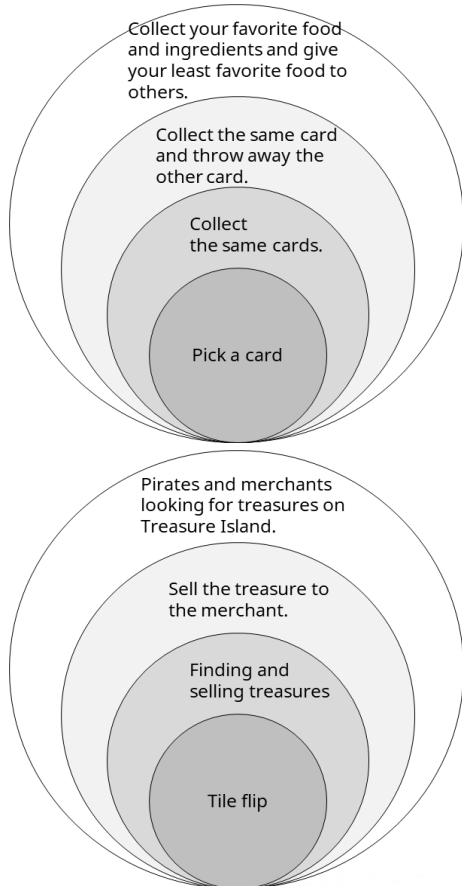 Collect your favorite food
and ingredients and give
your least favorite food to
others.
Collect the same card
and throw away the
other card.
Collect
the same cards.
Pick a card
Pirates and merchants
looking for treasures on
Treasure Island.
Sell the treasure to
the merchant.
Finding and
selling treasures
Tile flip